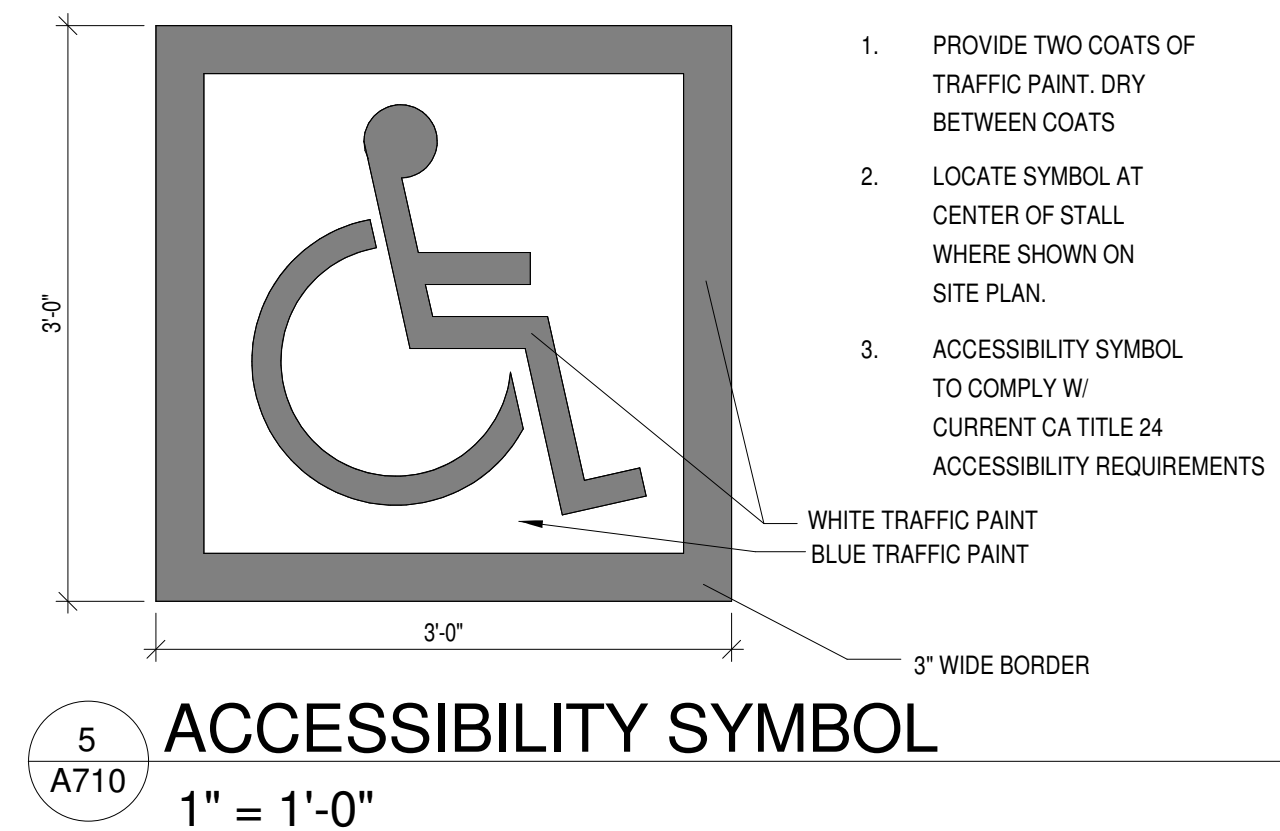 1. PROVIDE TWO COATS OF
TRAFFIC PAINT. DRY
BETWEEN COATS
2. LOCATE SYMBOL AT
CENTER OF STALL
WHERE SHOWN ON
SITE PLAN.
3. ACCESSIBILITY SYMBOL
TO COMPLY W/
CURRENT CA TITLE 24
ACCESSIBILITY REQUIREMENTS
3'-0"
WHITE TRAFFIC PAINT
BLUE TRAFFIC PAINT
3'-0"
3" WIDE BORDER
5
A710
ACCESSIBILITY SYMBOL
1" = 1'-0"